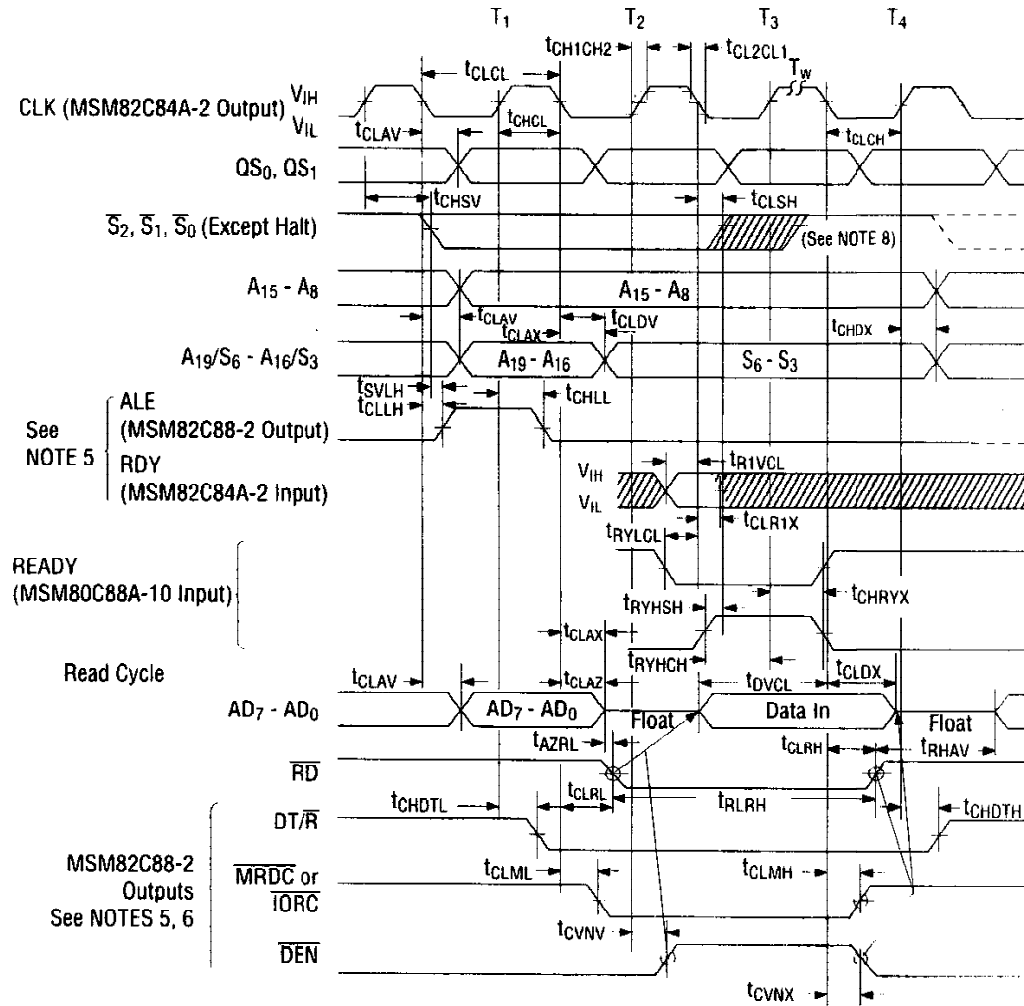 T1 T2 T3 T4
tCH1CH2 tCL2CL1
tCLCL TW
CLK (MSM82C84A-2 Output) VIH
VIL
tCLAV tCHCL tCLCH
QS0, QS1
tCHSV tCLSH
S2, S1, S0 (Except Halt) (See NOTE 8)
A15 - A8 A15 - A8
tCLAV tCLAX tCLDV tCHDX
A19/S6 - A16/S3 A19 - A16 S6 - S3
tSVLH tCHLL
tCLLH
See NOTE 5
ALE
(MSM82C88-2 Output)
RDY
(MSM82C84A-2 Input)
tR1VCL
VIH
VIL
tCLR1X
tRYLCL
READY
(MSM80C88A-10 Input)
tCHRYX
tRYHSH
tCLAX
tRYHCH
Read Cycle
tCLAV tCLAZ tDVCL tCLDX
AD7 - AD0 AD7 - AD0 Float Data In Float
tAZRL tCLRH tRHAV
RD
tCHDTL tCLRL tRLRH tCHDTH
DT/R
MSM82C88-2
Outputs
See NOTES 5, 6
tCLML tCLMH
MRDC or
IORC
tCVNV
DEN
tCVNX